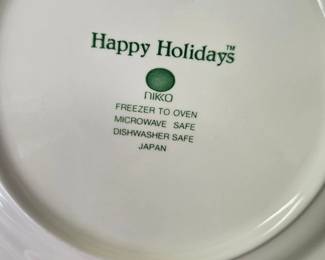 Happy Holidays™
nikko
FREEZER TO OVEN
MICROWAVE SAFE
DISHWASHER SAFE
JAPAN